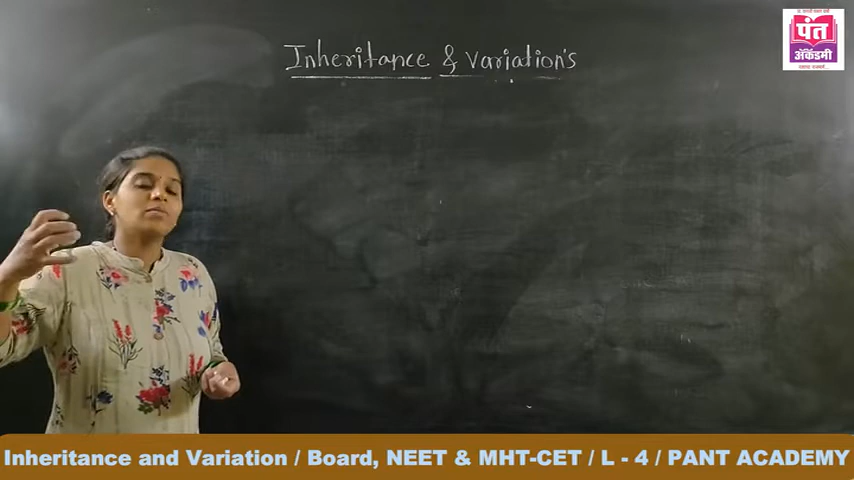 Inheritance & variation's
पंत
अ‍ॅकॅडमी
Inheritance and Variation / Board, NEET & MHT-CET / L - 4 / PANT ACADEMY